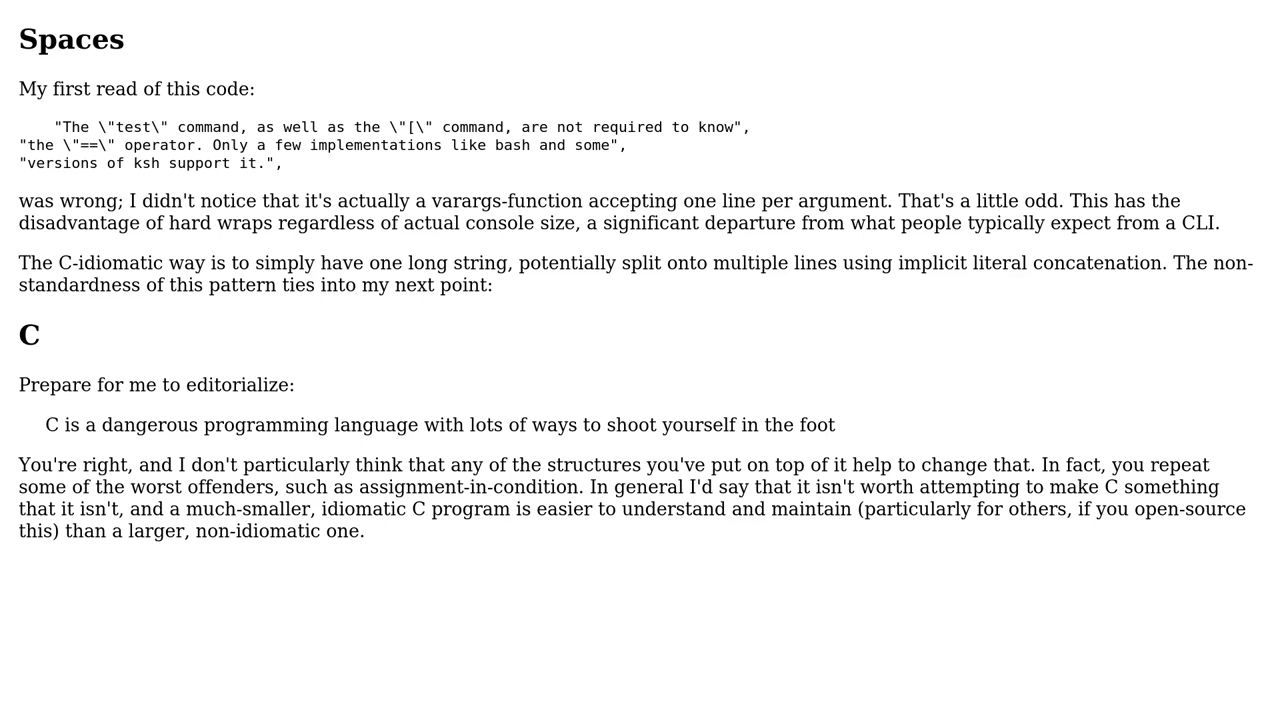 Spaces
My first read of this code:
"The \"test\" command, as well as the \"[\" command, are not required to know",
"the \"==\" operator. Only a few implementations like bash and some",
"versions of ksh support it.",
was wrong; I didn't notice that it's actually a varargs-function accepting one line per argument. That's a little odd. This has the
disadvantage of hard wraps regardless of actual console size, a significant departure from what people typically expect from a CLI.
The C-idiomatic way is to simply have one long string, potentially split onto multiple lines using implicit literal concatenation. The non-
standardness of this pattern ties into my next point:
C
Prepare for me to editorialize:
C is a dangerous programming language with lots of ways to shoot yourself in the foot
You're right, and I don't particularly think that any of the structures you've put on top of it help to change that. In fact, you repeat
some of the worst offenders, such as assignment-in-condition. In general I'd say that it isn't worth attempting to make C something
that it isn't, and a much-smaller, idiomatic C program is easier to understand and maintain (particularly for others, if you open-source
this) than a larger, non-idiomatic one.